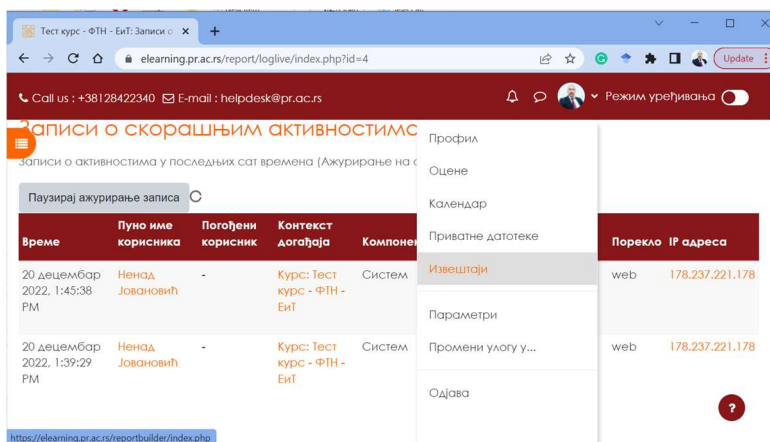 Тест курс - ФТН - ЕиТ: Записи о
elearning.pr.ac.rs/report/loglive/index.php?id=4
Update
Call us : +38128422340 E-mail : helpdesk@pr.ac.rs
Режим уређивања
Записи о скорашњим активностима
Записи о активностима у последњих сат времена (Ажурирање на
Паузирај ажурирање записа
Време Пуно име корисника Погођени корисник Контекст догађаја Порекло IP адреса
20 децембар 2022, 1:45:38 PM Ненад Јовановић - Курс: Тест курс - ФТН - ЕиТ Систем web 178.237.221.178
20 децембар 2022, 1:39:29 PM Ненад Јовановић - Курс: Тест курс - ФТН - ЕиТ Систем web 178.237.221.178
Профил
Оцене
Календар
Приватне датотеке
Извештаји
Параметри
Промени улогу у...
Одјава
?
https://elearning.pr.ac.rs/reportbuilder/index.php